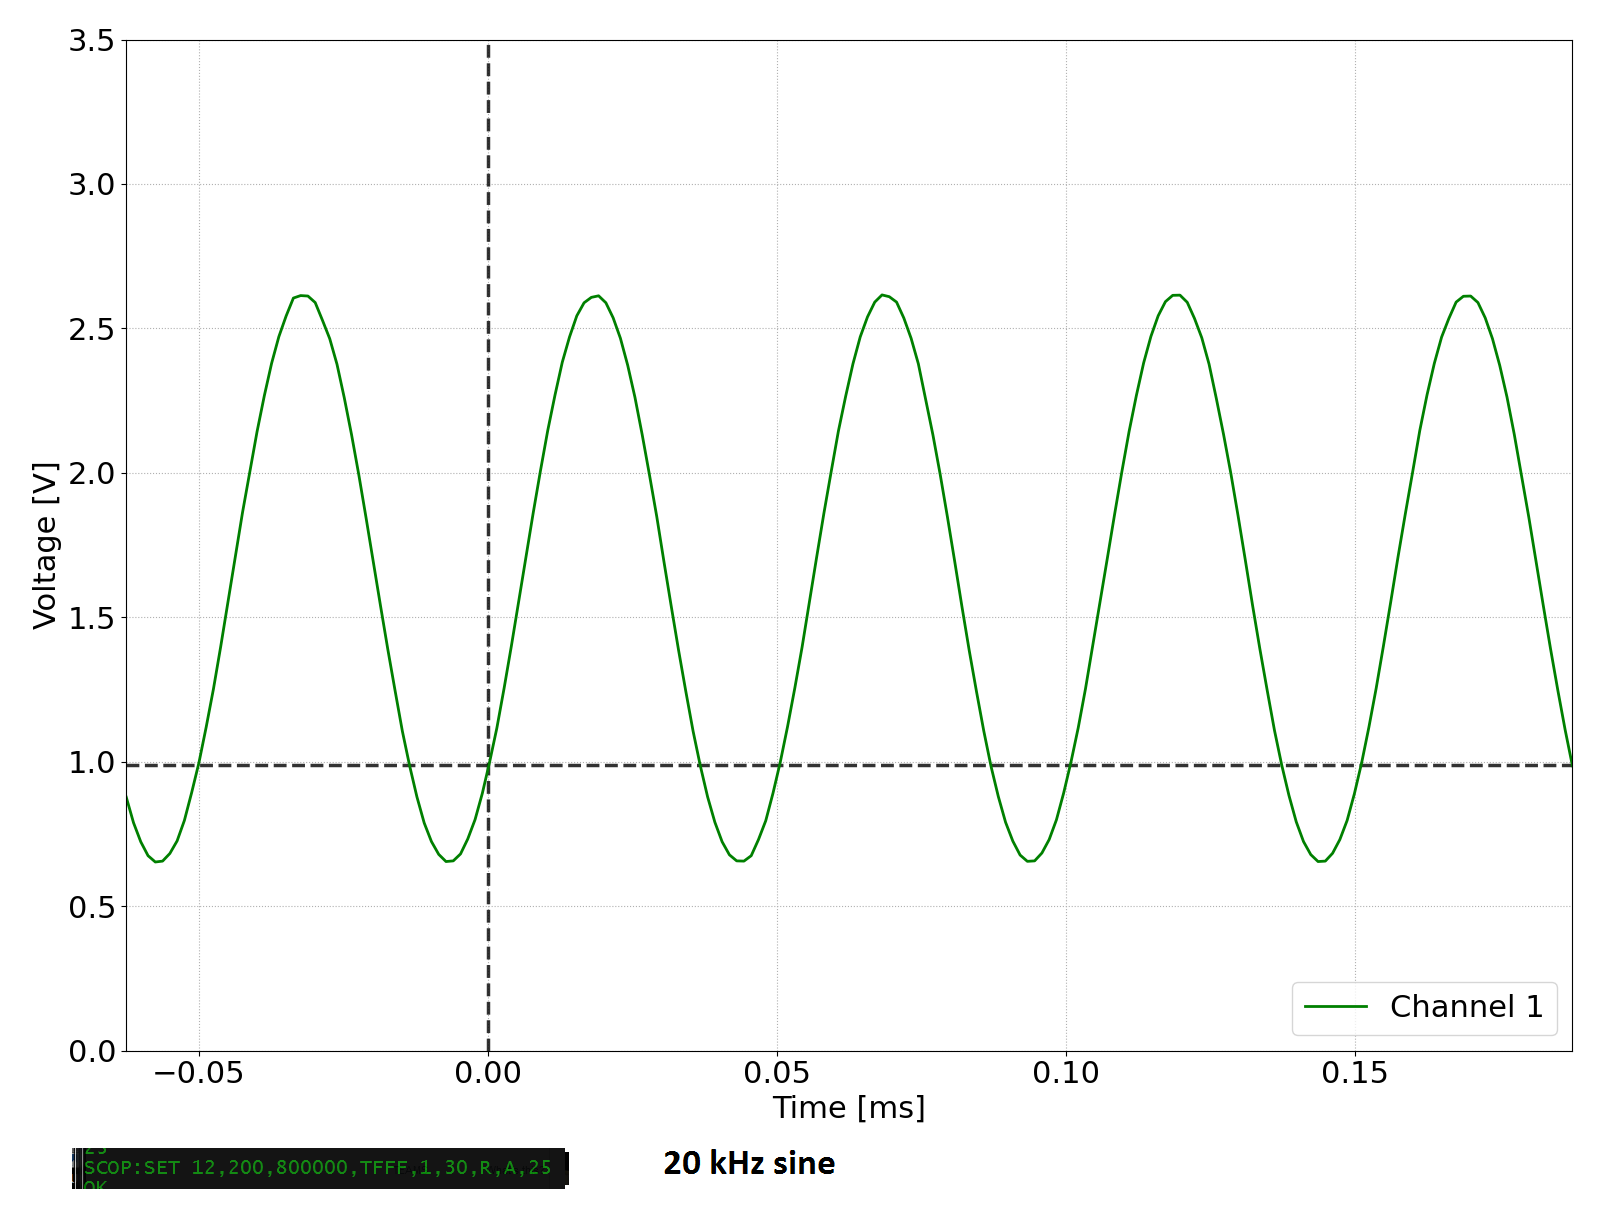 3.5
3.0
2.5
2.0
1.5
1.0
0.5
0.0
Voltage [V]
−0.05 0.00 0.05 0.10 0.15
Time [ms]
Channel 1
25
SCOP:SET 12,200,800000,TFFF,1,30,R,A,25
OK
20 kHz sine